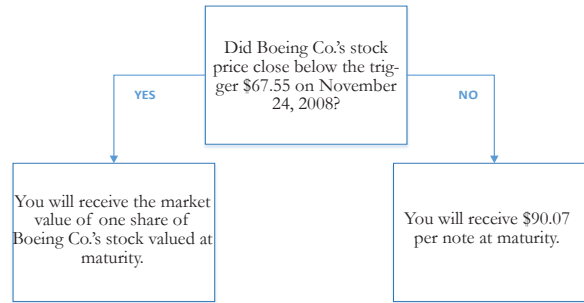 Did Boeing Co.'s stock
price close below the trig-
ger $67.55 on November
24, 2008?
YES
NO
You will receive the market
value of one share of
Boeing Co.'s stock valued at
maturity.
You will receive $90.07
per note at maturity.